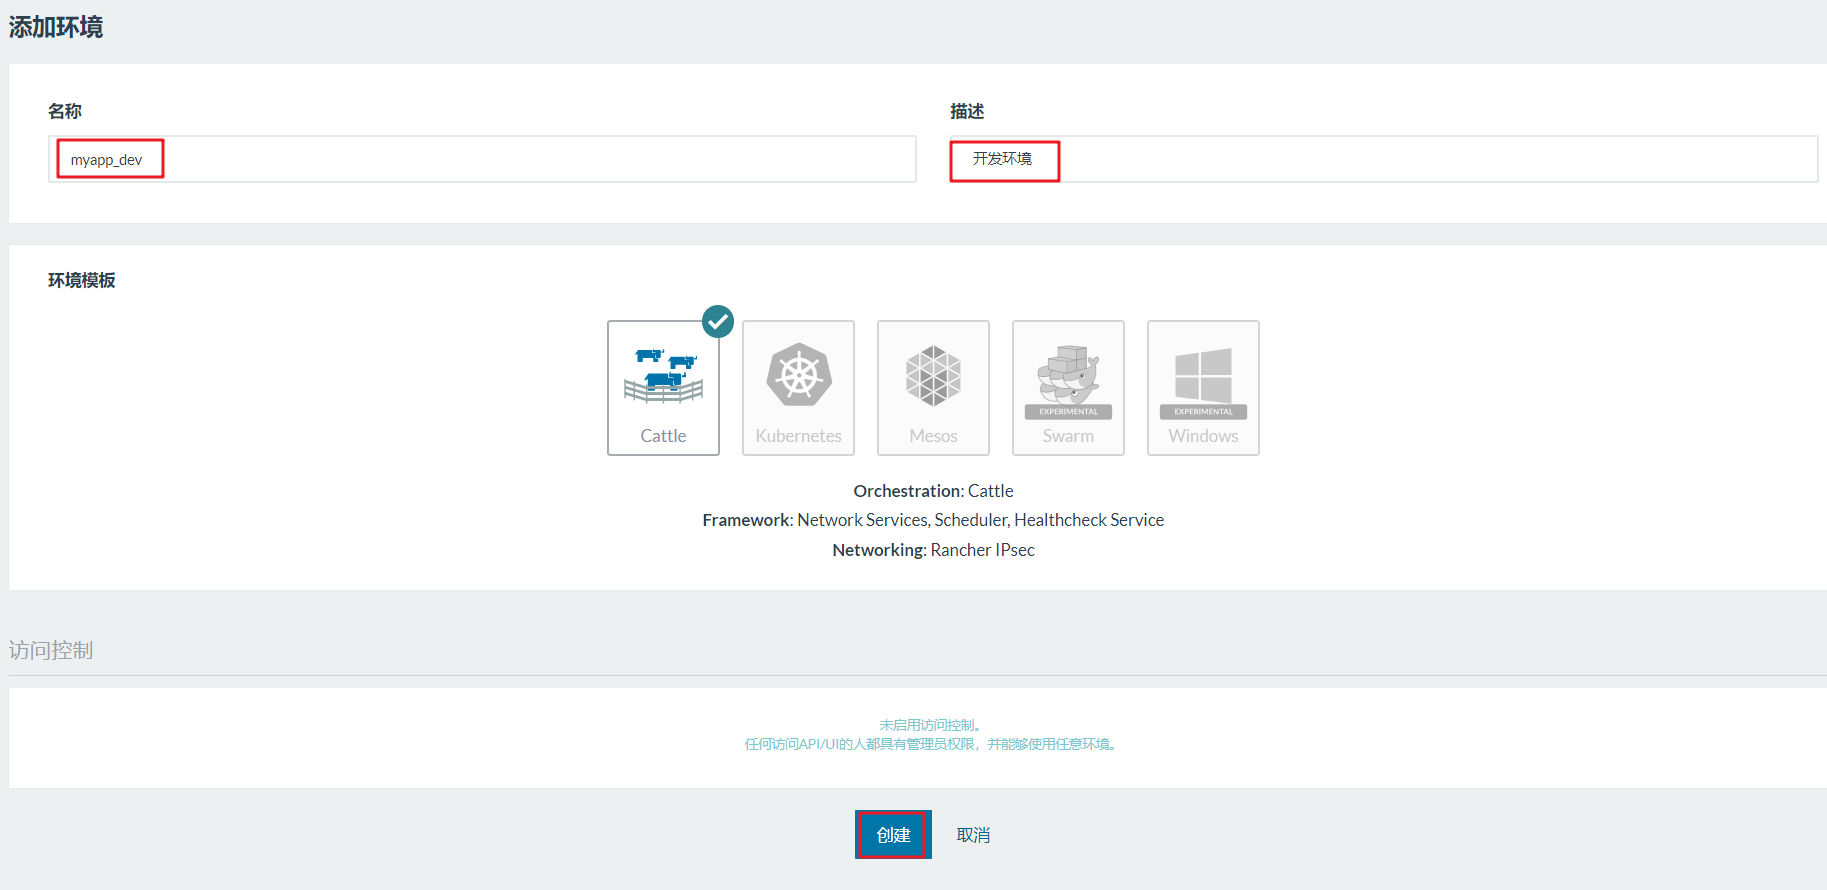 添加环境
名称
描述
myapp_dev
开发环境
环境模板
EXPERIMENTAL
EXPERIMENTAL
Cattle
Kubernetes
Mesos
Swarm
Windows
Orchestration: Cattle
Framework: Network Services, Scheduler, Healthcheck Service
Networking: Rancher IPsec
访问控制
未启用访问控制。
任何访问API/UI的人都具有管理员权限，并能够使用任意环境。
创建
取消